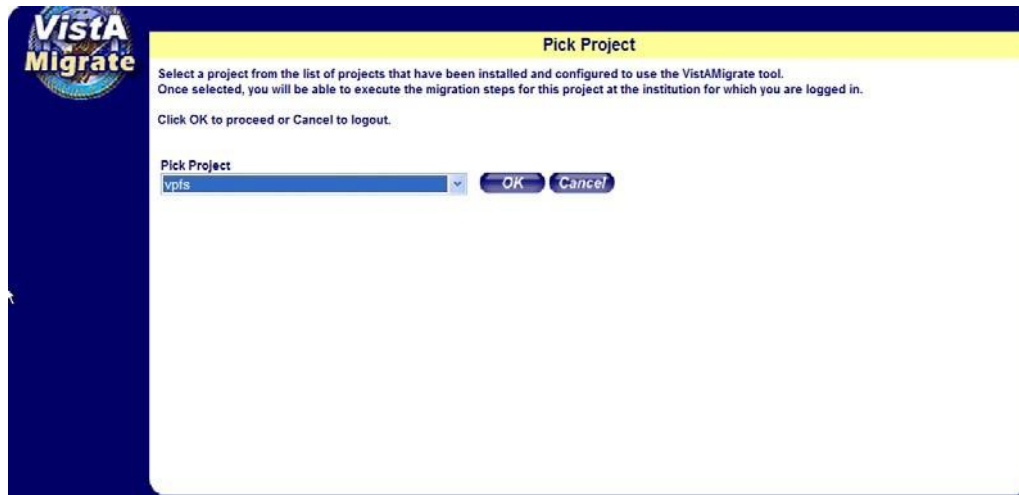 VistA
Migrate
Pick Project
Select a project from the list of projects that have been installed and configured to use the VistAMigrate tool.
Once selected, you will be able to execute the migration steps for this project at the institution for which you are logged in.
Click OK to proceed or Cancel to logout.
Pick Project
vpfs OK Cancel